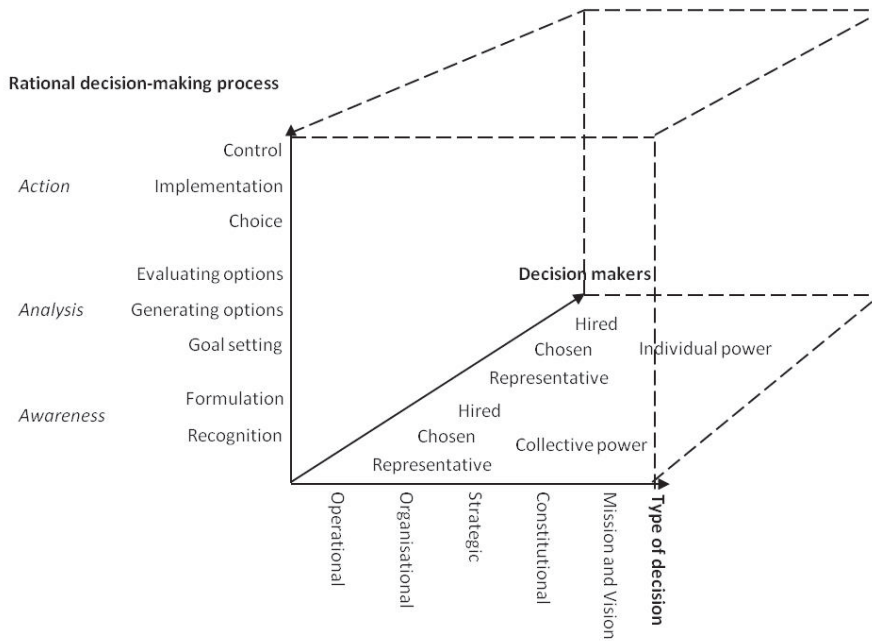 Rational decision-making process
Control
Action
Implementation
Choice
Evaluating options
Decision makers
Analysis
Generating options
Hired
Goal setting
Chosen
Individual power
Representative
Formulation
Awareness
Hired
Recognition
Chosen
Collective power
Representative
Operational
Organisational
Strategic
Constitutional
Mission and Vision
Type of decision